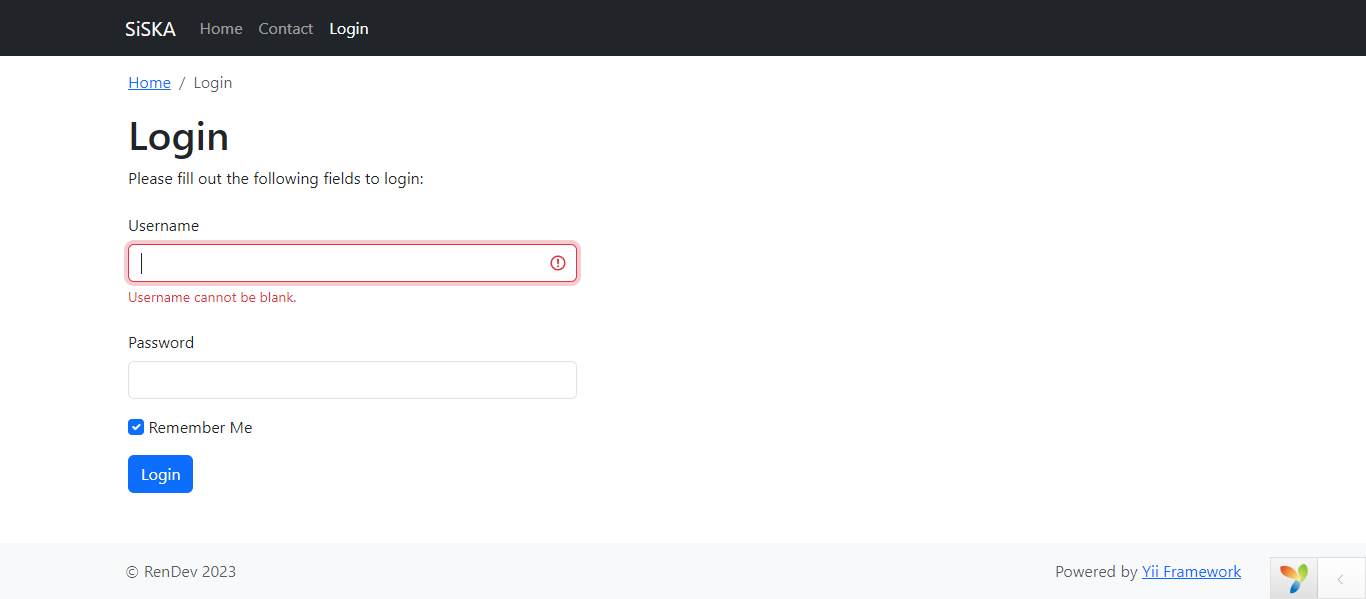 SiSKA Home Contact Login
Home / Login
Login
Please fill out the following fields to login:
Username
Username cannot be blank.
Password
Remember Me
Login
© RenDev 2023
Powered by Yii Framework